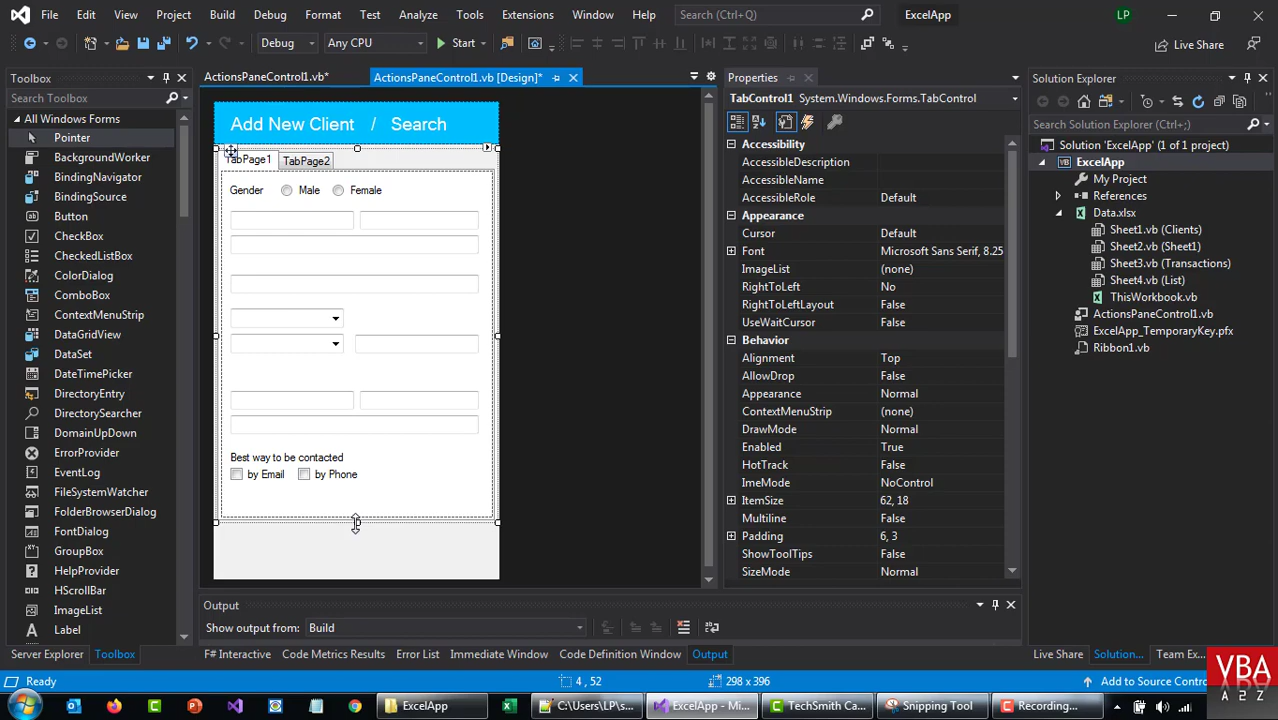 File Edit View Project Build Debug Format Test Analyze Tools Extensions Window Help Search (Ctrl+Q) ExcelApp LP
Debug Any CPU Start Live Share
Toolbox
Search Toolbox
All Windows Forms
Pointer
BackgroundWorker
BindingNavigator
BindingSource
Button
CheckBox
CheckedListBox
ColorDialog
ComboBox
ContextMenuStrip
DataGridView
DataSet
DateTimePicker
DirectoryEntry
DirectorySearcher
DomainUpDown
ErrorProvider
EventLog
FileSystemWatcher
FolderBrowserDialog
FontDialog
GroupBox
HelpProvider
HScrollBar
ImageList
Label
Server Explorer Toolbox
ActionsPaneControl1.vb* ActionsPaneControl1.vb [Design]*
Add New Client / Search
TabPage1 TabPage2
Gender Male Female
Best way to be contacted
by Email by Phone
Output
Show output from: Build
F# Interactive Code Metrics Results Error List Immediate Window Code Definition Window Output
Properties
TabControl1 System.Windows.Forms.TabControl
Accessibility
AccessibleDescription
AccessibleName
AccessibleRole Default
Appearance
Cursor Default
Font Microsoft Sans Serif, 8.25
ImageList (none)
RightToLeft No
RightToLeftLayout False
UseWaitCursor False
Behavior
Alignment Top
AllowDrop False
Appearance Normal
ContextMenuStrip (none)
DrawMode Normal
Enabled True
HotTrack False
ImeMode NoControl
ItemSize 62, 18
Multiline False
Padding 6, 3
ShowToolTips False
SizeMode Normal
Solution Explorer
Search Solution Explorer (Ctrl+;)
Solution 'ExcelApp' (1 of 1 project)
ExcelApp
My Project
References
Data.xlsx
Sheet1.vb (Clients)
Sheet2.vb (Sheet1)
Sheet3.vb (Transactions)
Sheet4.vb (List)
ThisWorkbook.vb
ActionsPaneControl1.vb
ExcelApp_TemporaryKey.pfx
Ribbon1.vb
Live Share Solution... Team Ex...
Ready 4 , 52 298 x 396 Add to Source Contro
ExcelApp C:\Users\LP\s... ExcelApp - Mi... TechSmith Ca... Snipping Tool Recording...
VBA
A 2 Z